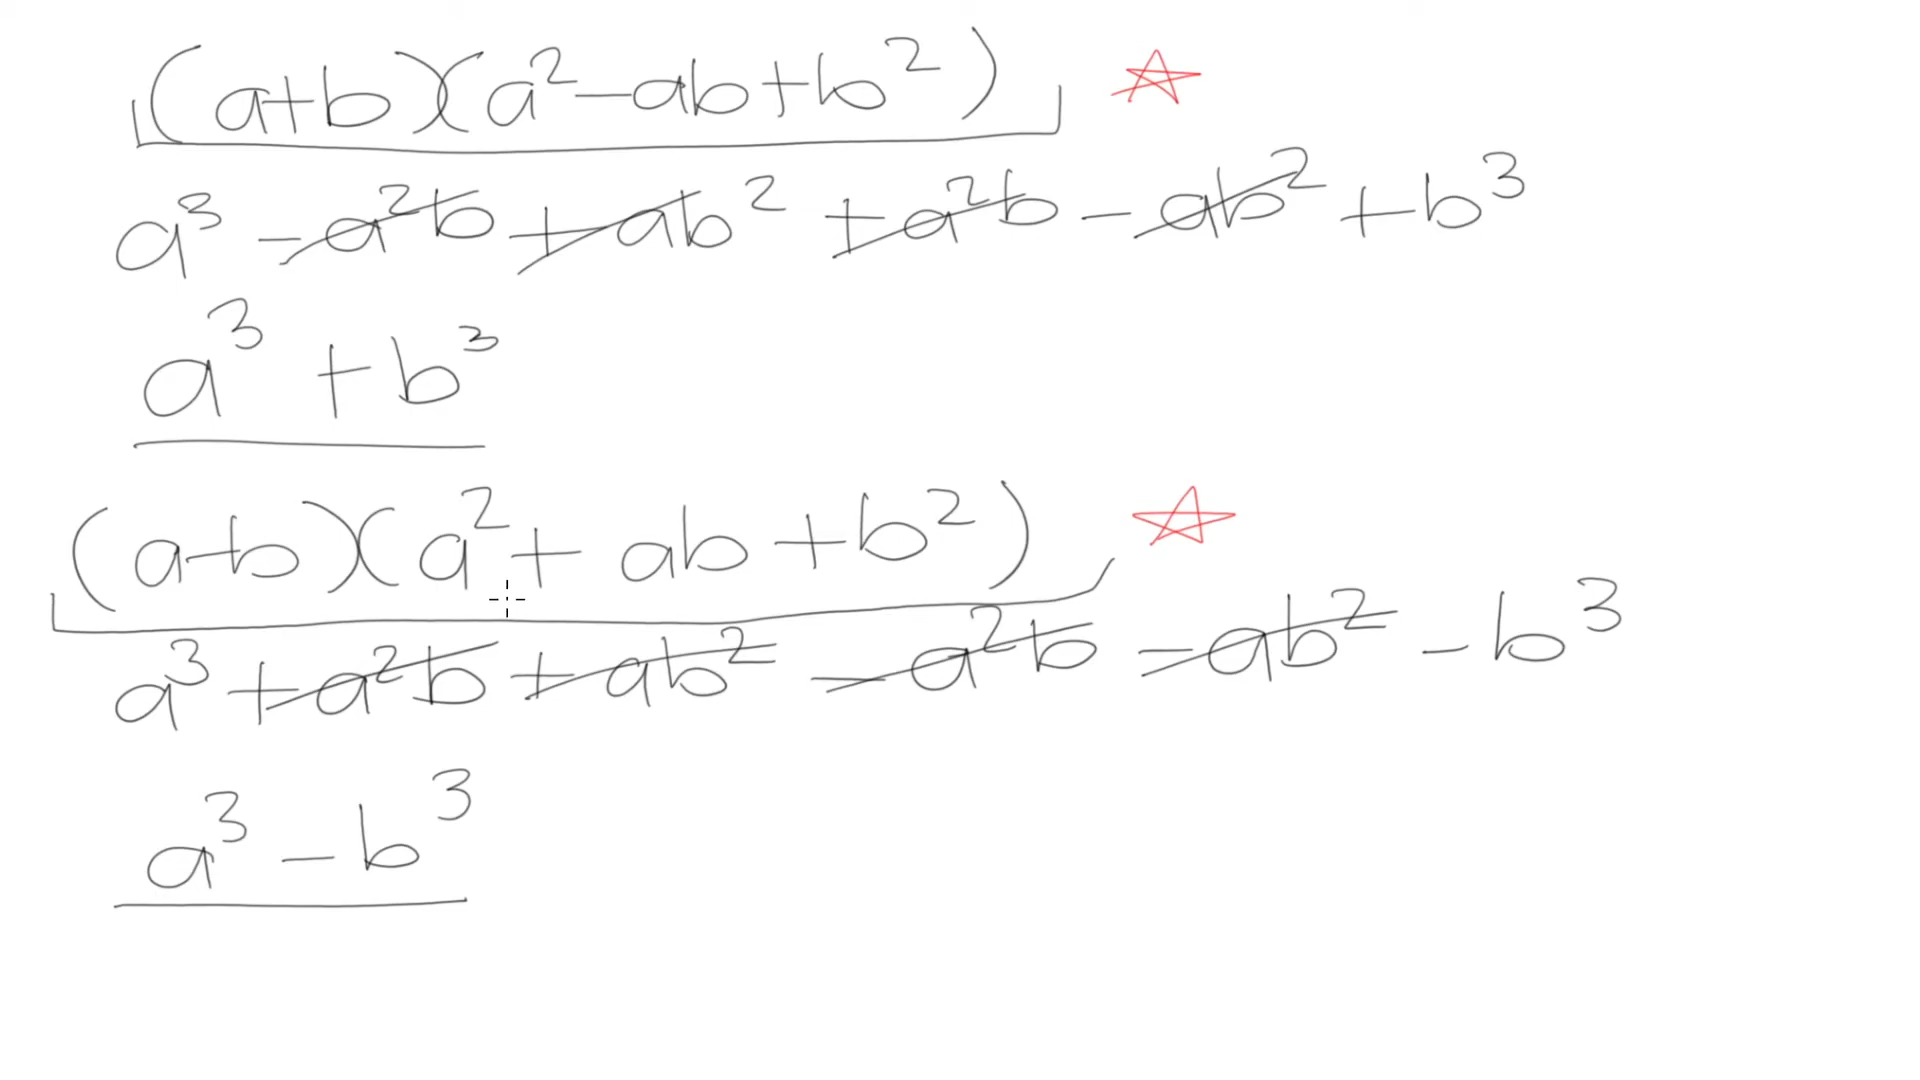 (a+b)(a²-ab+b²)
a³ - a²b + ab² + a²b - ab² + b³
a³ + b³
(a-b)(a² + ab + b²)
a³ + a²b + ab² - a²b - ab² - b³
a³ - b³